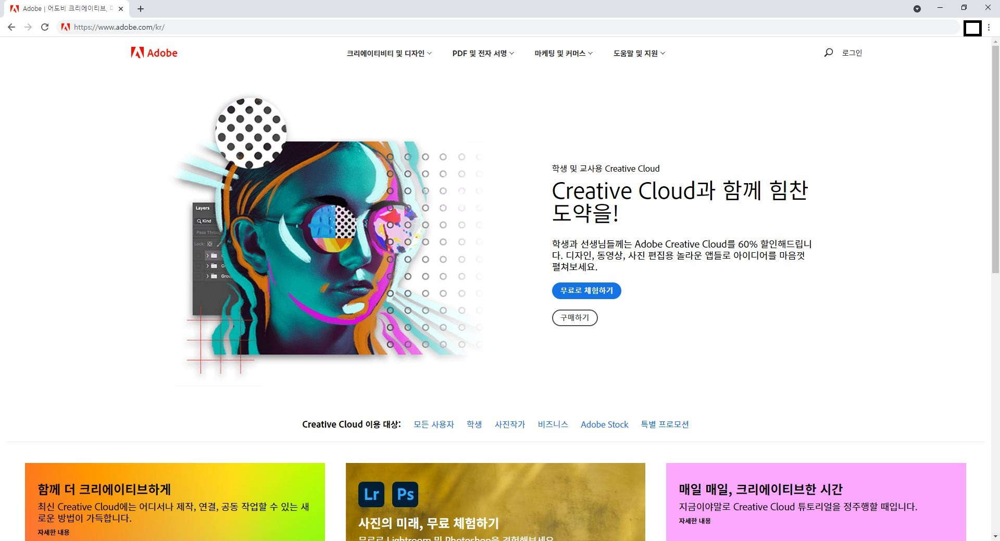 Adobe | 어도비 크리에이티브,
https://www.adobe.com/kr/
Adobe
크리에이티비티 및 디자인
PDF 및 전자 서명
마케팅 및 커머스
도움말 및 지원
로그인
Layers
Kind
Pass Throu
Lock:
G
G
Grou
학생 및 교사용 Creative Cloud
Creative Cloud과 함께 힘찬
도약을!
학생과 선생님들께는 Adobe Creative Cloud를 60% 할인해드립니
다. 디자인, 동영상, 사진 편집용 놀라운 앱들로 아이디어를 마음껏
펼쳐보세요.
무료로 체험하기
구매하기
Creative Cloud 이용 대상: 모든 사용자 학생 사진작가 비즈니스 Adobe Stock 특별 프로모션
함께 더 크리에이티브하게
최신 Creative Cloud에는 어디서나 제작, 연결, 공동 작업할 수 있는 새
로운 방법이 가득합니다.
자세한 내용
Lr Ps
사진의 미래, 무료 체험하기
무료로 Lightroom 및 Photoshop을 경험해보세요
매일 매일, 크리에이티브한 시간
지금이야말로 Creative Cloud 튜토리얼을 정주행할 때입니다.
자세한 내용